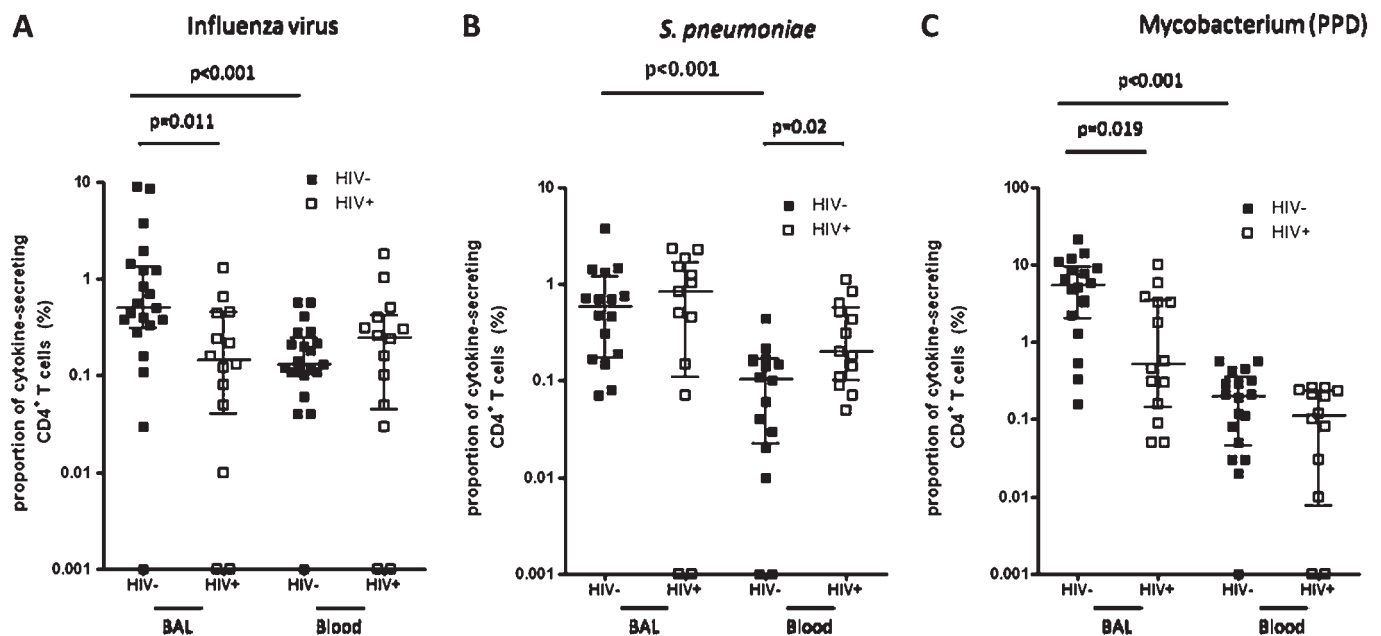 A
Influenza virus
p<0.001
p=0.011
HIV-
HIV+
proportion of cytokine-secreting
CD4+ T cells (%)
10
1
0.1
0.01
0.001
HIV- HIV+ HIV- HIV+
BAL Blood
B
S. pneumoniae
p<0.001
p=0.02
HIV-
HIV+
proportion of cytokine-secreting
CD4+ T cells (%)
10
1
0.1
0.01
0.001
HIV- HIV+ HIV- HIV+
BAL Blood
C
Mycobacterium (PPD)
p<0.001
p=0.019
HIV-
HIV+
proportion of cytokine-secreting
CD4+ T cells (%)
100
10
1
0.1
0.01
0.001
HIV- HIV+ HIV- HIV+
BAL Blood